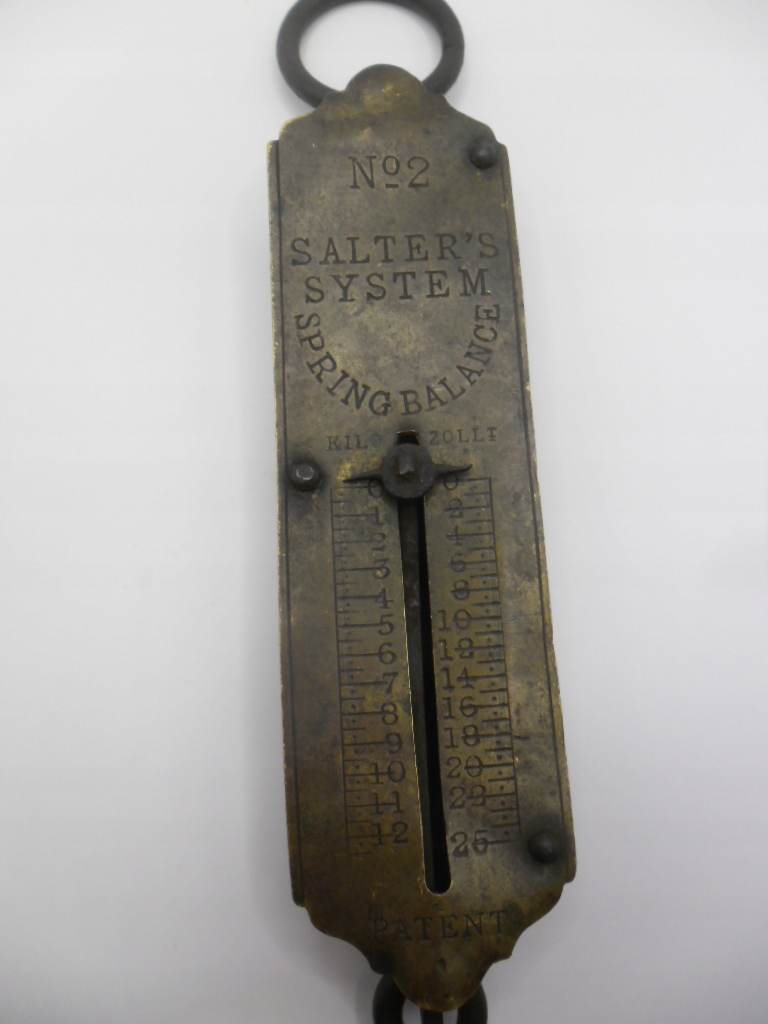 Nº2
SALTER'S
SYSTEM
SPRING BALANCE
KILO ZOLLT
0 0
1 2
2 4
3 6
4 8
5 10
6 12
7 14
8 16
9 18
10 20
11 22
12 25
PATENT